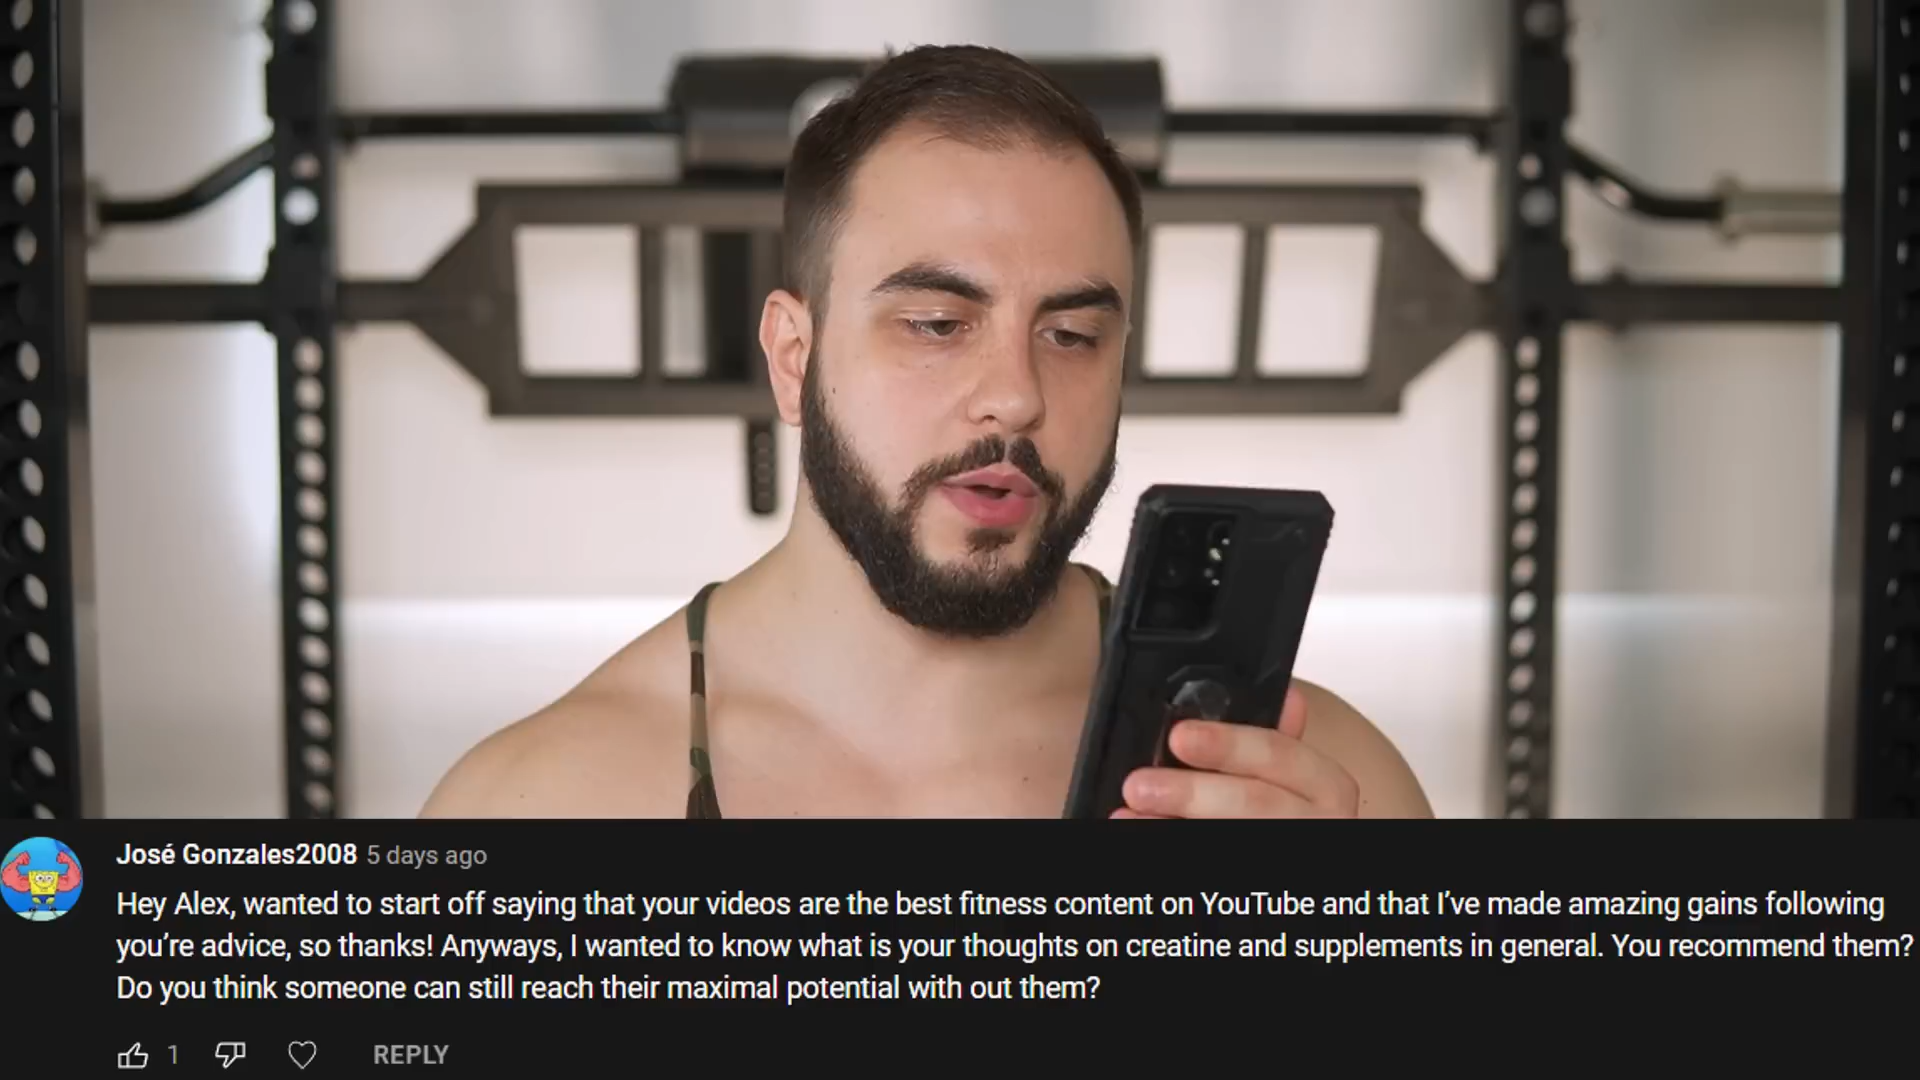 José Gonzales2008 5 days ago
Hey Alex, wanted to start off saying that your videos are the best fitness content on YouTube and that I’ve made amazing gains following
you’re advice, so thanks! Anyways, I wanted to know what is your thoughts on creatine and supplements in general. You recommend them?
Do you think someone can still reach their maximal potential with out them?
1 REPLY